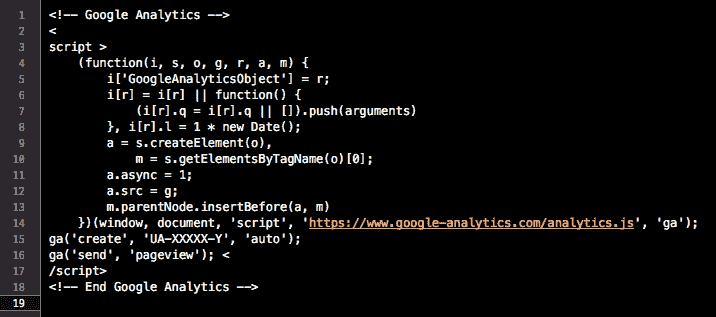 1 <!-- Google Analytics -->
2 <
3 script >
4     (function(i, s, o, g, r, a, m) {
5         i['GoogleAnalyticsObject'] = r;
6         i[r] = i[r] || function() {
7             (i[r].q = i[r].q || []).push(arguments)
8         }, i[r].l = 1 * new Date();
9         a = s.createElement(o),
10             m = s.getElementsByTagName(o)[0];
11         a.async = 1;
12         a.src = g;
13         m.parentNode.insertBefore(a, m)
14     })(window, document, 'script', 'https://www.google-analytics.com/analytics.js', 'ga');
15 ga('create', 'UA-XXXXX-Y', 'auto');
16 ga('send', 'pageview'); <
17 /script>
18 <!-- End Google Analytics -->
19